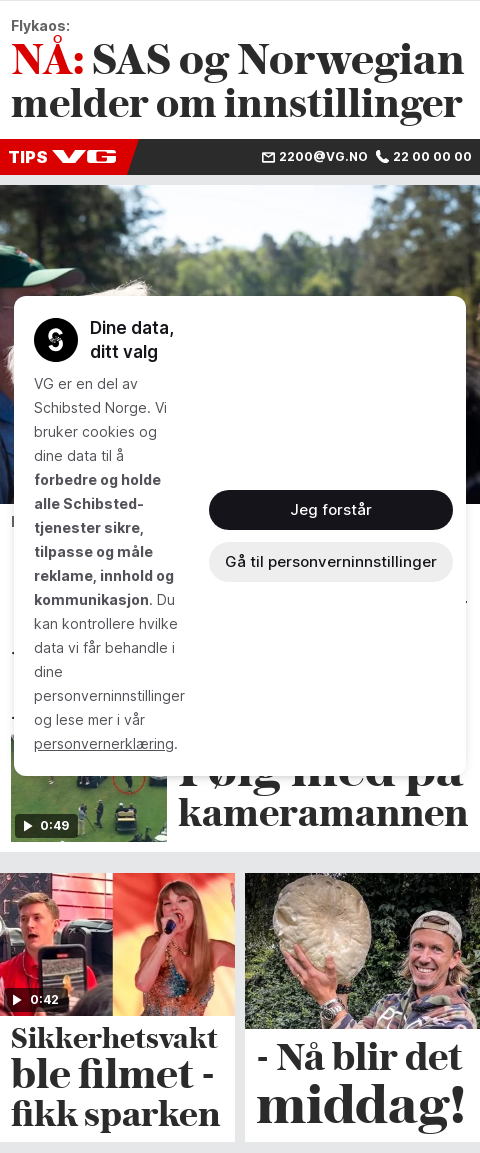 Flykaos:
NÅ: SAS og Norwegian
melder om innstillinger
TIPS VG
2200@VG.NO 22 00 00 00
Dine data,
ditt valg
VG er en del av
Schibsted Norge. Vi
bruker cookies og
dine data til å
forbedre og holde
alle Schibsted-
tjenester sikre,
tilpasse og måle
reklame, innhold og
kommunikasjon. Du
kan kontrollere hvilke
data vi får behandle i
dine
personverninnstillinger
og lese mer i vår
personvernerklæring.
Jeg forstår
Gå til personverninnstillinger
Følg med på
kameramannen
0:49
0:42
Sikkerhetsvakt
ble filmet -
fikk sparken
- Nå blir det
middag!